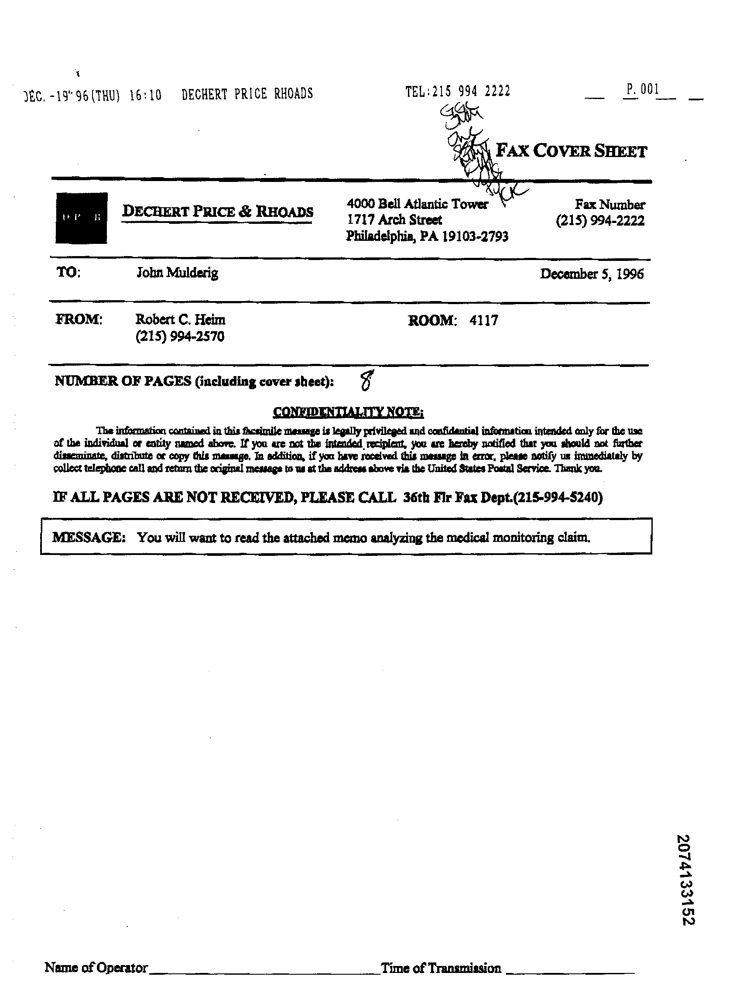 DEC. -19' 96 (THU) 16:10 DECHERT PRICE RHOADS TEL:215 994 2222 P. 001
FAX COVER SHEET
D P R
DECHERT PRICE & RHOADS
4000 Bell Atlantic Tower
1717 Arch Street
Philadelphia, PA 19103-2793
Fax Number
(215) 994-2222
TO: John Mulderig December 5, 1996
FROM: Robert C. Heim ROOM: 4117
(215) 994-2570
NUMBER OF PAGES (including cover sheet): 8
CONFIDENTIALITY NOTE:
The information contained in this facsimile message is legally privileged and confidential information intended only for the use
of the individual or entity named above. If you are not the intended recipient, you are hereby notified that you should not further
disseminate, distribute or copy this message. In addition, if you have received this message in error, please notify us immediately by
collect telephone call and return the original message to us at the address above via the United States Postal Service. Thank you.
IF ALL PAGES ARE NOT RECEIVED, PLEASE CALL 36th Flr Fax Dept.(215-994-5240)
MESSAGE: You will want to read the attached memo analyzing the medical monitoring claim.
2074133152
Name of Operator Time of Transmission